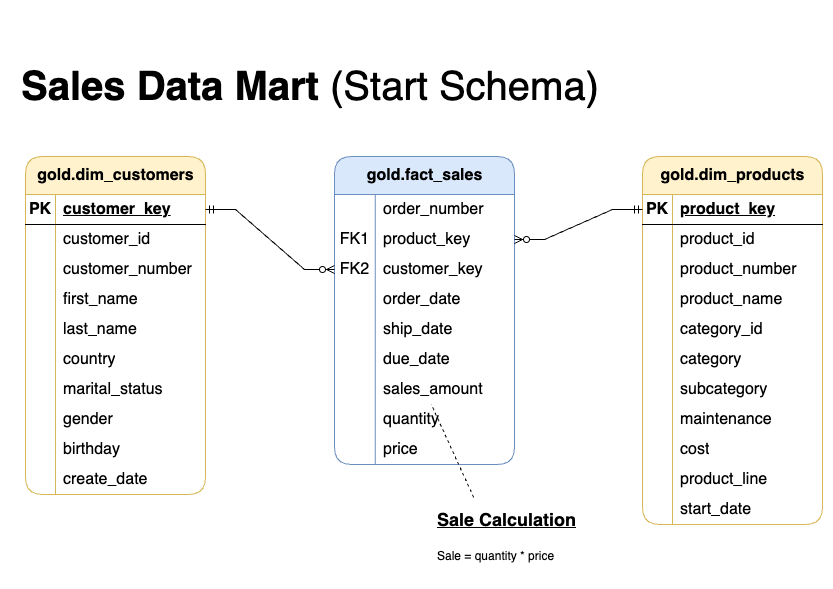 Sales Data Mart (Start Schema)
gold.dim_customers
PK customer_key
customer_id
customer_number
first_name
last_name
country
marital_status
gender
birthday
create_date
gold.fact_sales
order_number
FK1 product_key
FK2 customer_key
order_date
ship_date
due_date
sales_amount
quantity
price
gold.dim_products
PK product_key
product_id
product_number
product_name
category_id
category
subcategory
maintenance
cost
product_line
start_date
Sale Calculation
Sale = quantity * price